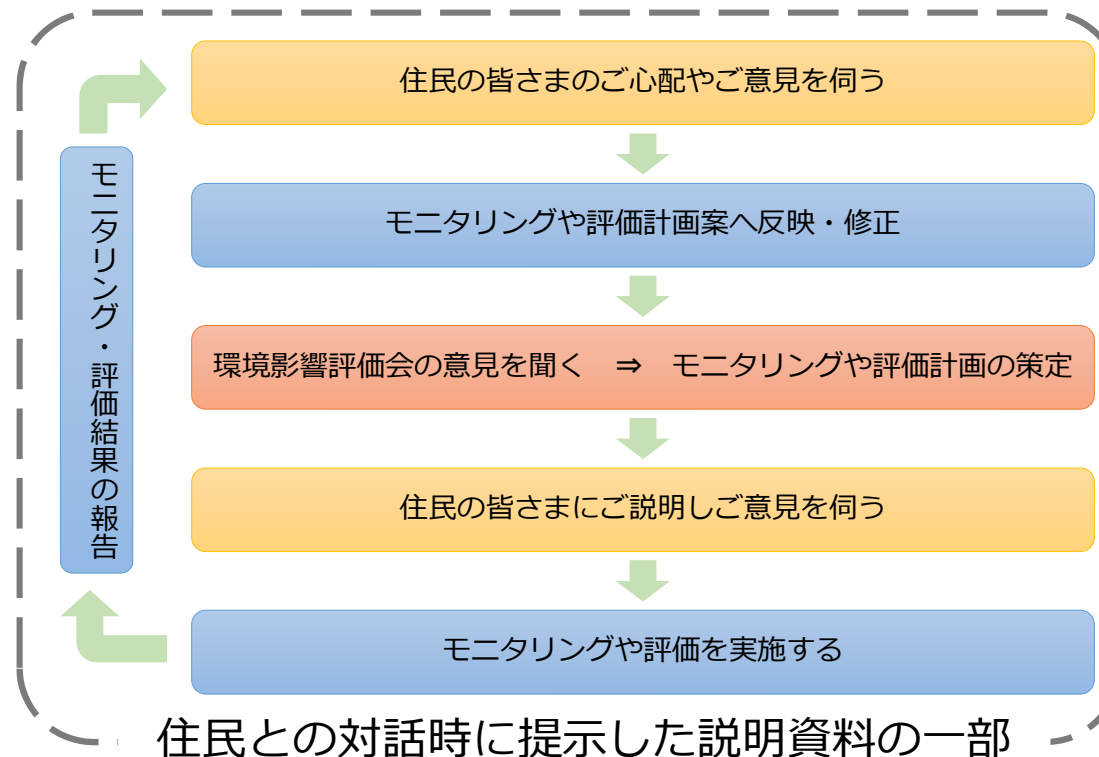 住民の皆さまのご心配やご意見を伺う
モニタリングや評価計画案へ反映・修正
環境影響評価会の意見を聞く ⇒ モニタリングや評価計画の策定
住民の皆さまにご説明しご意見を伺う
モニタリングや評価を実施する
モニタリング・評価結果の報告
住民との対話時に提示した説明資料の一部